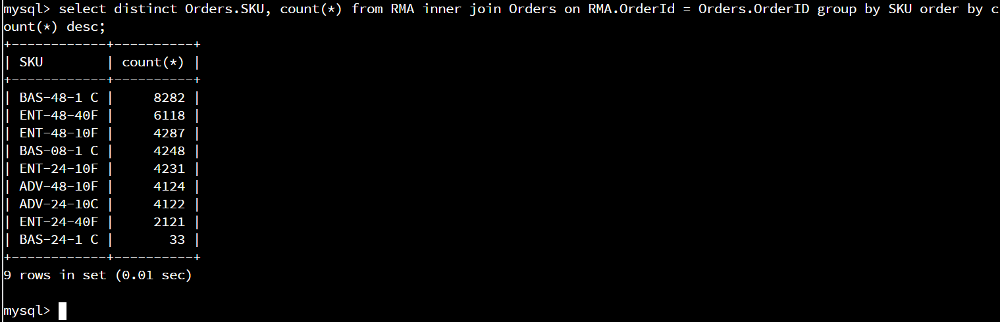 mysql> select distinct Orders.SKU, count(*) from RMA inner join Orders on RMA.OrderId = Orders.OrderID group by SKU order by c
ount(*) desc;
+------------+----------+
| SKU        | count(*) |
+------------+----------+
| BAS-48-1 C |     8282 |
| ENT-48-40F |     6118 |
| ENT-48-10F |     4287 |
| BAS-08-1 C |     4248 |
| ENT-24-10F |     4231 |
| ADV-48-10F |     4124 |
| ADV-24-10C |     4122 |
| ENT-24-40F |     2121 |
| BAS-24-1 C |       33 |
+------------+----------+
9 rows in set (0.01 sec)
mysql>